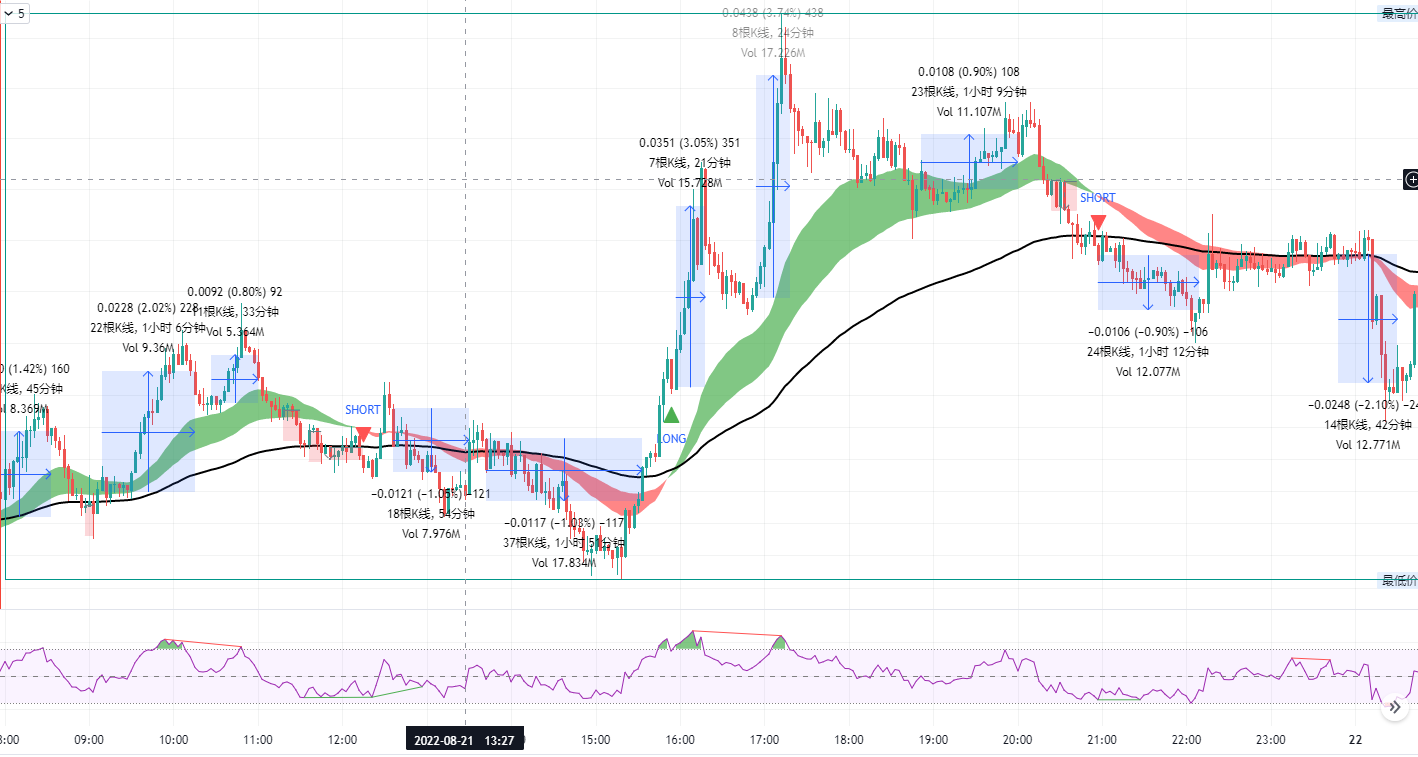 5
最高价
0.0438 (3.74%) 438
8根K线, 24分钟
Vol 17.226M
0.0108 (0.90%) 108
23根K线, 1小时 9分钟
Vol 11.107M
0.0351 (3.05%) 351
7根K线, 21分钟
Vol 15.728M
SHORT
0.0092 (0.80%) 92
11根K线, 33分钟
Vol 5.364M
0.0228 (2.02%) 228
22根K线, 1小时 6分钟
Vol 9.36M
−0.0106 (−0.90%) −106
24根K线, 1小时 12分钟
Vol 12.077M
(1.42%) 160
K线, 45分钟
8.369M
SHORT
LONG
−0.0248 (−2.10%) −24
14根K线, 42分钟
Vol 12.771M
−0.0121 (−1.05%) −121
18根K线, 54分钟
Vol 7.976M
−0.0117 (−1.03%) −117
37根K线, 1小时 51分钟
Vol 17.834M
最低价
:00 09:00 10:00 11:00 12:00 2022-08-21 13:27 15:00 16:00 17:00 18:00 19:00 20:00 21:00 22:00 23:00 22